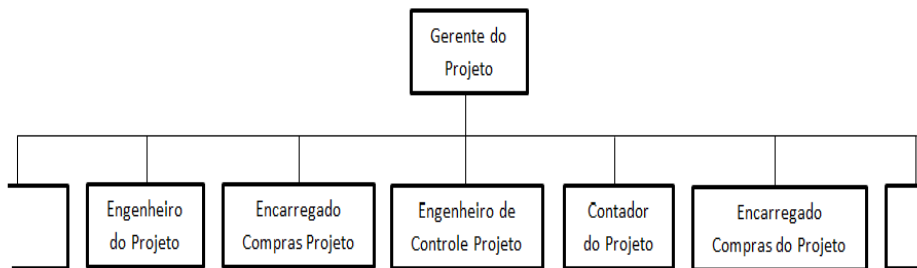 Gerente do
Projeto
Engenheiro
do Projeto
Encarregado
Compras Projeto
Engenheiro de
Controle Projeto
Contador
do Projeto
Encarregado
Compras do Projeto